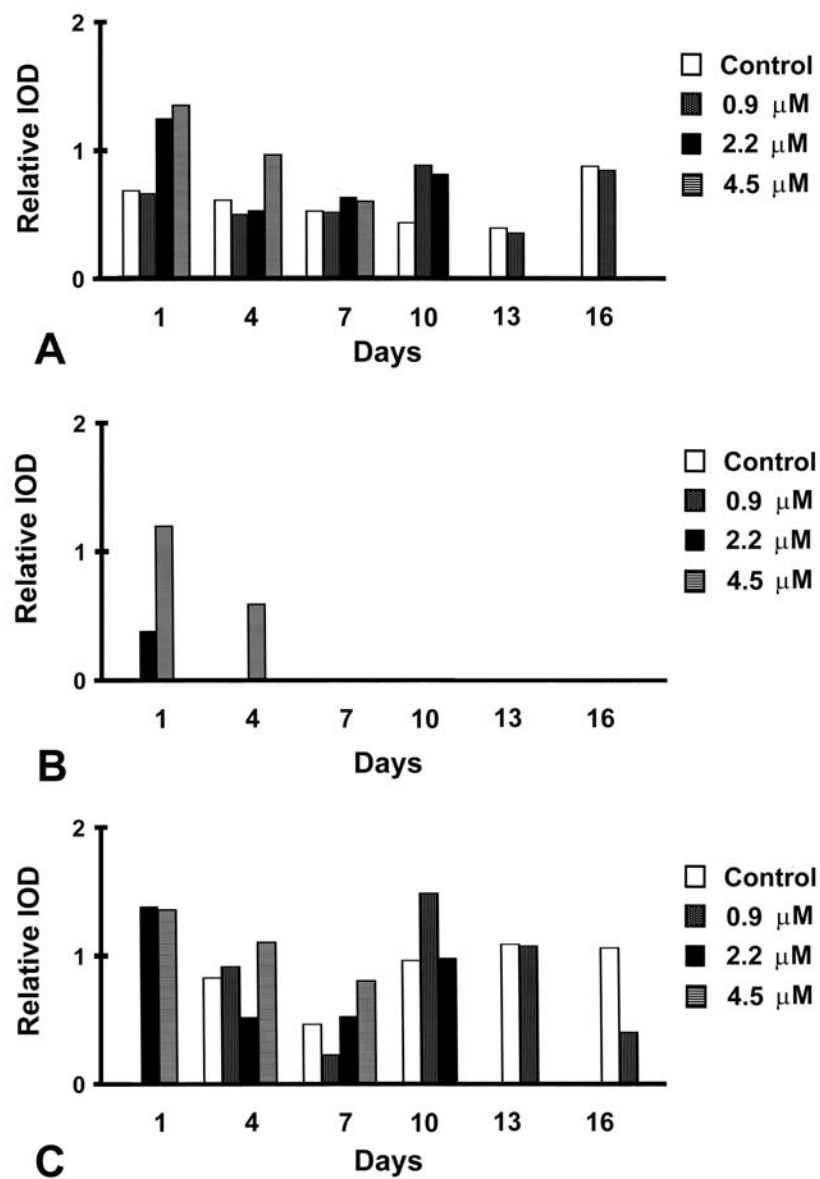 2
1
0
Relative IOD
Control
0.9 μM
2.2 μM
4.5 μM
1 4 7 10 13 16
Days
A
2
1
0
Relative IOD
Control
0.9 μM
2.2 μM
4.5 μM
1 4 7 10 13 16
Days
B
2
1
0
Relative IOD
Control
0.9 μM
2.2 μM
4.5 μM
1 4 7 10 13 16
Days
C